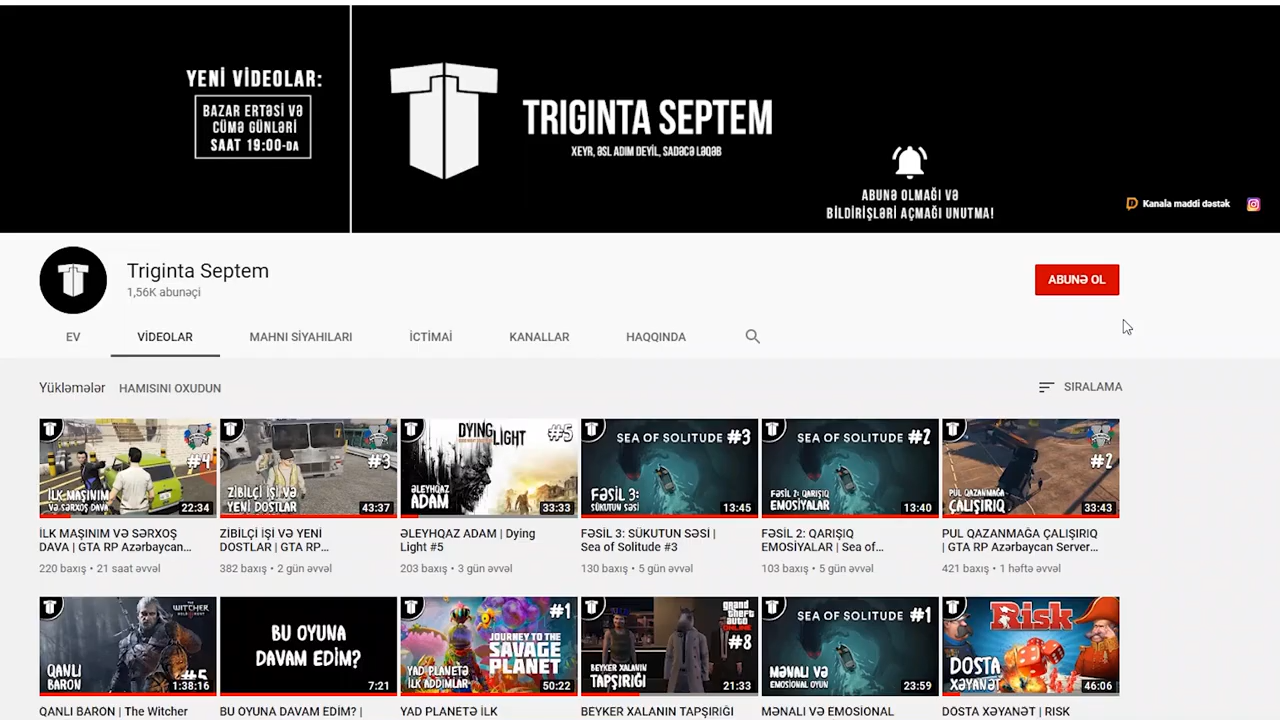 YENİ VİDEOLAR:
BAZAR ERTƏSİ VƏ
CÜMƏ GÜNLƏRİ
SAAT 19:00-DA
TRIGINTA SEPTEM
XEYR, ƏSL ADIM DEYİL, SADƏCƏ LƏQƏB
ABUNƏ OLMAĞI VƏ
BİLDİRİŞLƏRİ AÇMAĞI UNUTMA!
Kanala maddi dəstək
Triginta Septem
1,56K abunəçi
ABUNƏ OL
EV
VİDEOLAR
MAHNI SİYAHILARI
İCTİMAİ
KANALLAR
HAQQINDA
Yükləmələr
HAMISINI OXUDUN
SIRALAMA
#4
İLK MAŞINIM
VƏ SƏRXOŞ DAVA
22:34
İLK MAŞINIM VƏ SƏRXOŞ
DAVA | GTA RP Azərbaycan...
220 baxış • 21 saat əvvəl
#3
ZİBİLÇİ İŞİ VƏ
YENİ DOSTLAR
43:37
ZİBİLÇİ İŞİ VƏ YENİ
DOSTLAR | GTA RP...
382 baxış • 2 gün əvvəl
DYING LIGHT
#5
ƏLEYHQAZ
ADAM
33:33
ƏLEYHQAZ ADAM | Dying
Light #5
203 baxış • 3 gün əvvəl
SEA OF SOLITUDE #3
FƏSİL 3:
SÜKUTUN SƏSİ
13:45
FƏSİL 3: SÜKUTUN SƏSİ |
Sea of Solitude #3
130 baxış • 5 gün əvvəl
SEA OF SOLITUDE #2
FƏSİL 2: QARIŞIQ
EMOSİYALAR
13:40
FƏSİL 2: QARIŞIQ
EMOSİYALAR | Sea of...
103 baxış • 5 gün əvvəl
#2
PUL QAZANMAĞA
ÇALIŞIRIQ
33:43
PUL QAZANMAĞA ÇALIŞIRIQ
| GTA RP Azərbaycan Server...
421 baxış • 1 həftə əvvəl
THE WITCHER
QANLI
BARON
#5
1:38:16
QANLI BARON | The Witcher
BU OYUNA
DAVAM EDİM?
7:21
BU OYUNA DAVAM EDİM? |
#1
JOURNEY TO THE
SAVAGE
PLANET
YAD PLANETƏ
İLK ADDIMLAR
50:22
YAD PLANETƏ İLK
grand
theft
auto
ONLINE
#8
BEYKER XALANIN
TAPŞIRIĞI
21:33
BEYKER XALANIN TAPŞIRIĞI
SEA OF SOLITUDE #1
MƏNALI VƏ
EMOSIONAL OYUN
23:59
MƏNALI VƏ EMOSİONAL
RISK
DOSTA
XƏYANƏT
46:06
DOSTA XƏYANƏT | RISK